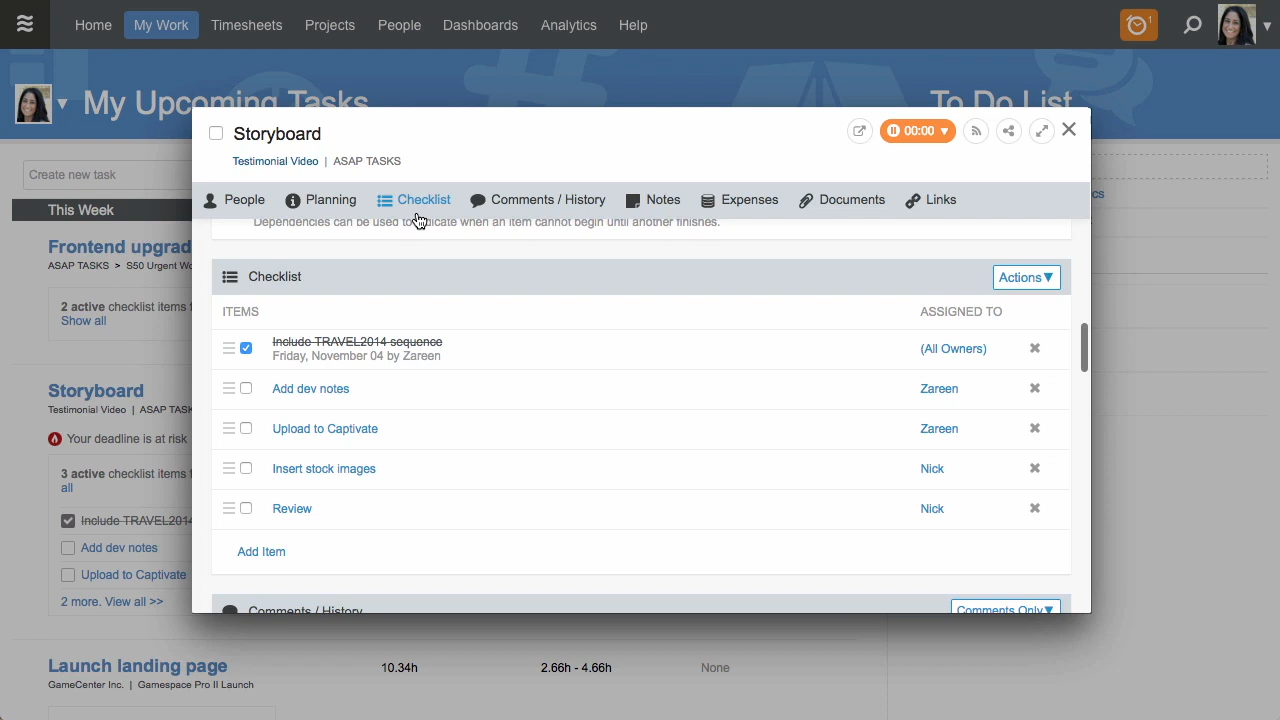 Home My Work Timesheets Projects People Dashboards Analytics Help 1
My Upcoming Tasks To Do List
Create new task
This Week
Frontend upgrad
ASAP TASKS > S50 Urgent Wo
2 active checklist items f
Show all
Storyboard
Testimonial Video | ASAP TASK
Your deadline is at risk
3 active checklist items f
all
Include TRAVEL2014
Add dev notes
Upload to Captivate
2 more. View all >>
Launch landing page 10.34h 2.66h - 4.66h None
GameCenter Inc. | Gamespace Pro II Launch
Storyboard 00:00
Testimonial Video | ASAP TASKS
People Planning Checklist Comments / History Notes Expenses Documents Links
Dependencies can be used to indicate when an item cannot begin until another finishes.
Checklist Actions
ITEMS ASSIGNED TO
Include TRAVEL2014 sequence (All Owners)
Friday, November 04 by Zareen
Add dev notes Zareen
Upload to Captivate Zareen
Insert stock images Nick
Review Nick
Add Item
Comments / History Comments Only
cs